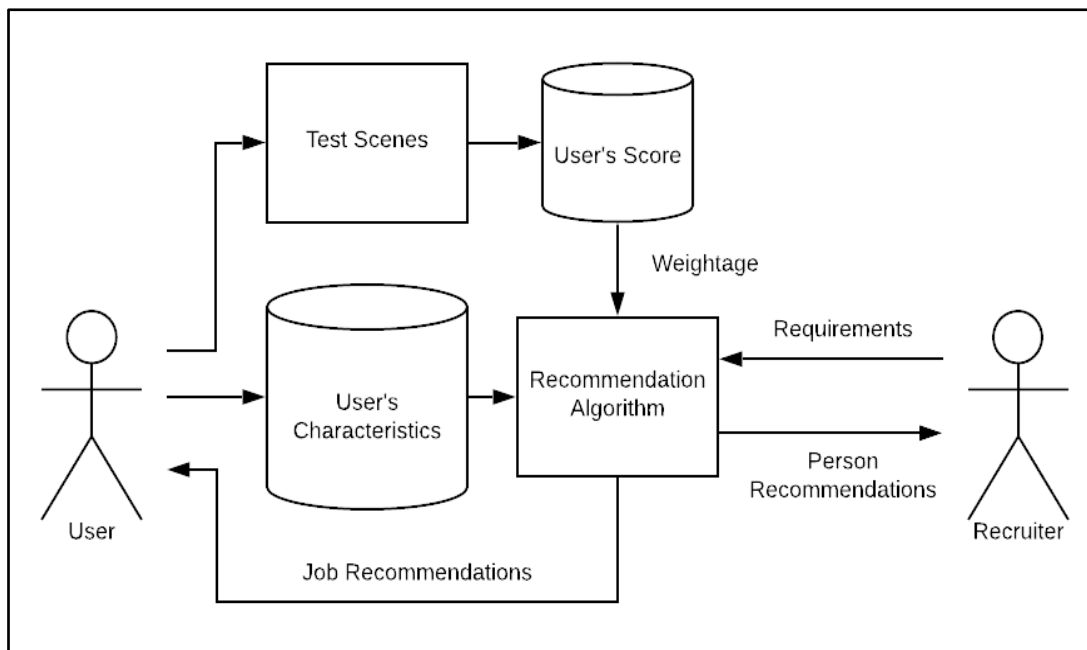 Test Scenes
User's Score
Weightage
Requirements
User's
Characteristics
Recommendation
Algorithm
Person
Recommendations
User
Recruiter
Job Recommendations